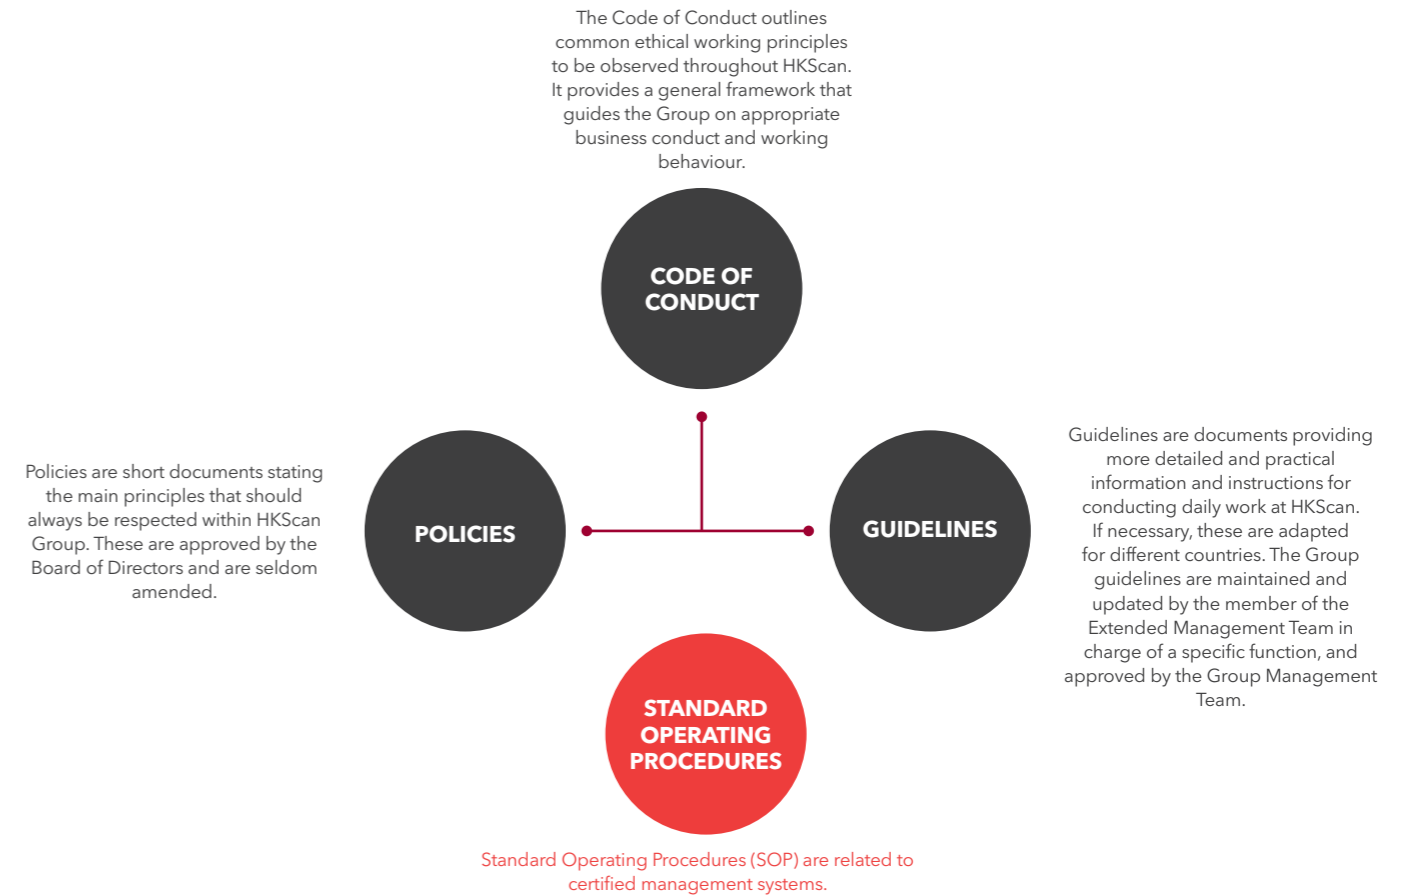 The Code of Conduct outlines
common ethical working principles
to be observed throughout HKScan.
It provides a general framework that
guides the Group on appropriate
business conduct and working
behaviour.
CODE OF
CONDUCT
Policies are short documents stating
the main principles that should
always be respected within HKScan
Group. These are approved by the
Board of Directors and are seldom
amended.
POLICIES
GUIDELINES
Guidelines are documents providing
more detailed and practical
information and instructions for
conducting daily work at HKScan.
If necessary, these are adapted
for different countries. The Group
guidelines are maintained and
updated by the member of the
Extended Management Team in
charge of a specific function, and
approved by the Group Management
Team.
STANDARD
OPERATING
PROCEDURES
Standard Operating Procedures (SOP) are related to
certified management systems.